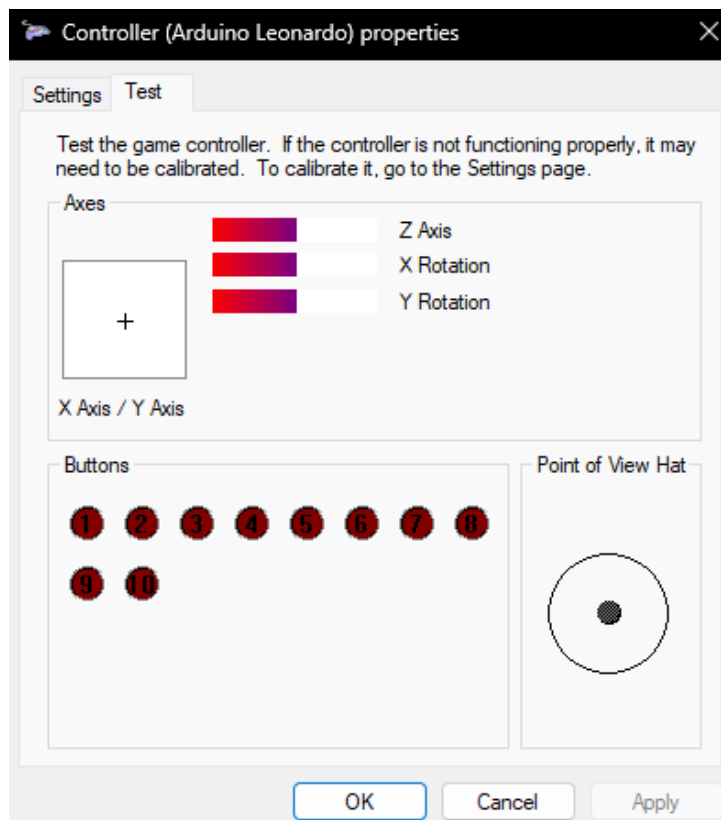 Controller (Arduino Leonardo) properties
Settings
Test
Test the game controller.  If the controller is not functioning properly, it may
need to be calibrated.  To calibrate it, go to the Settings page.
Axes
Z Axis
X Rotation
Y Rotation
X Axis / Y Axis
Buttons
1 2 3 4 5 6 7 8
9 10
Point of View Hat
OK
Cancel
Apply